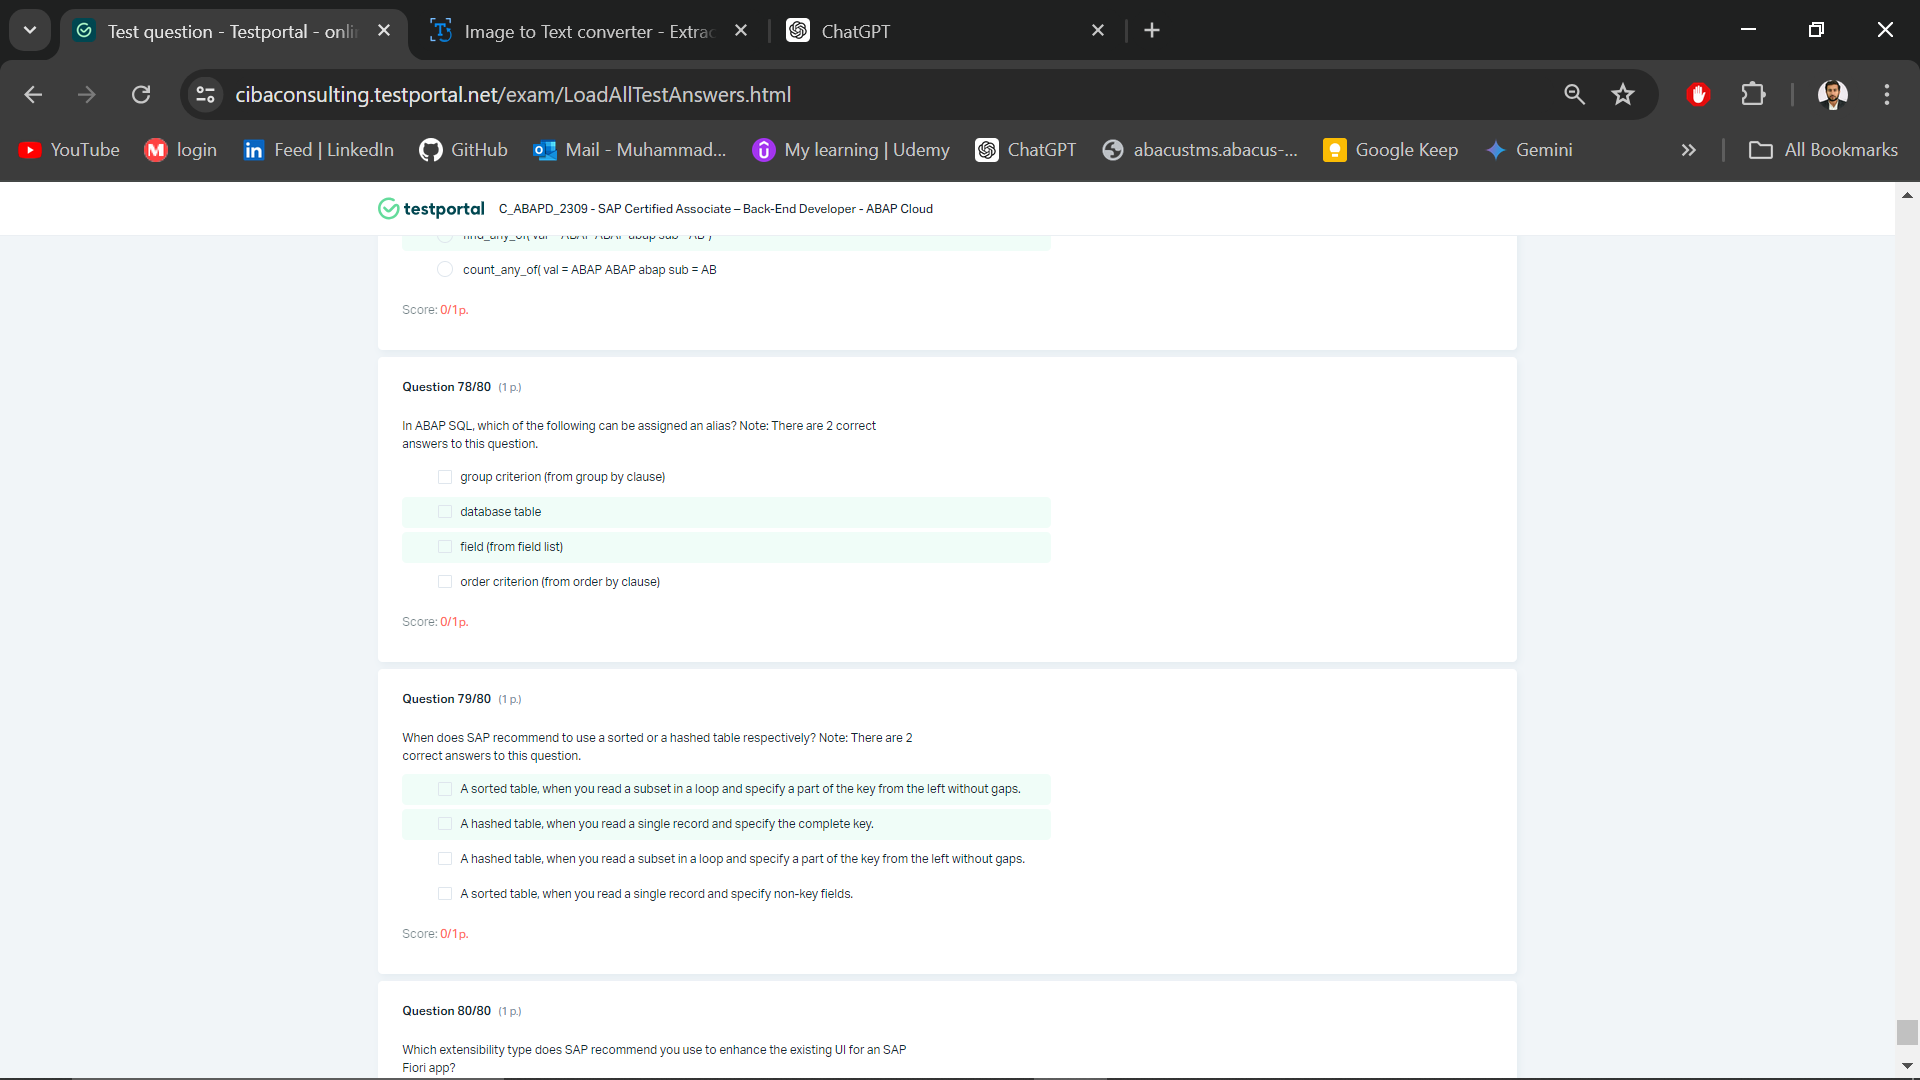 Test question - Testportal - onli
Image to Text converter - Extrac
ChatGPT
cibaconsulting.testportal.net/exam/LoadAllTestAnswers.html
YouTube
login
Feed | LinkedIn
GitHub
Mail - Muhammad...
My learning | Udemy
ChatGPT
abacustms.abacus-...
Google Keep
Gemini
All Bookmarks
testportal
C_ABAPD_2309 - SAP Certified Associate – Back-End Developer - ABAP Cloud
find_any_of( val = ABAP ABAP abap sub = AB )
count_any_of( val = ABAP ABAP abap sub = AB
Score: 0/1 p.
Question 78/80 (1 p.)
In ABAP SQL, which of the following can be assigned an alias? Note: There are 2 correct
answers to this question.
group criterion (from group by clause)
database table
field (from field list)
order criterion (from order by clause)
Score: 0/1 p.
Question 79/80 (1 p.)
When does SAP recommend to use a sorted or a hashed table respectively? Note: There are 2
correct answers to this question.
A sorted table, when you read a subset in a loop and specify a part of the key from the left without gaps.
A hashed table, when you read a single record and specify the complete key.
A hashed table, when you read a subset in a loop and specify a part of the key from the left without gaps.
A sorted table, when you read a single record and specify non-key fields.
Score: 0/1 p.
Question 80/80 (1 p.)
Which extensibility type does SAP recommend you use to enhance the existing UI for an SAP
Fiori app?